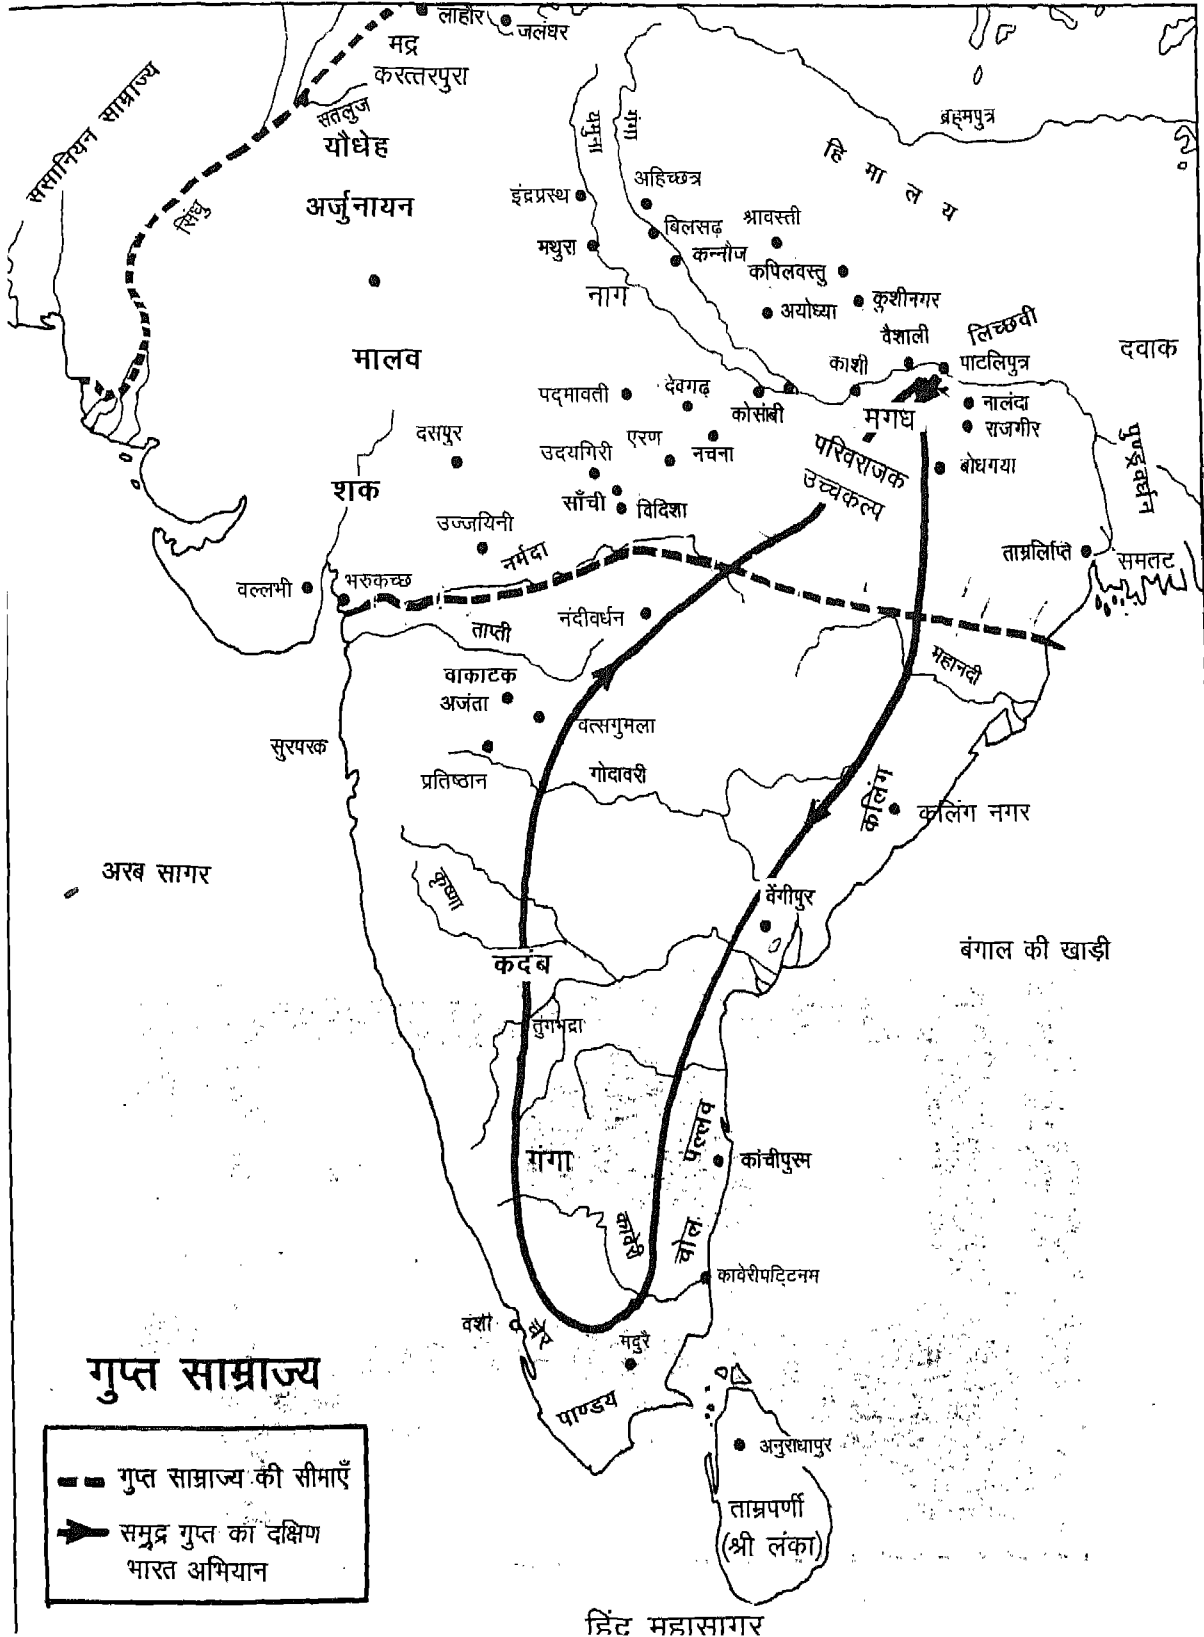 लाहौर
जलंधर
मद्र
करत्तरपुरा
सतलुज
ससानियन साम्राज्य
यौधेह
अर्जुनायन
सिंधु
यमुना
गंगा
ब्रह्मपुत्र
हिमालय
इंद्रप्रस्थ
अहिच्छत्र
बिलसढ़
श्रावस्ती
मथुरा
कन्नौज
कपिलवस्तु
नाग
अयोध्या
कुशीनगर
वैशाली
लिच्छवी
मालव
काशी
पाटलिपुत्र
दवाक
पद्मावती
देवगढ़
कोसांबी
मगध
नालंदा
राजगीर
दसपुर
उदयगिरी
एरण
नचना
परिवराजक
उच्चकल्प
बोधगया
पुण्ड्रवर्धन
शक
साँची
विदिशा
उज्जयिनी
नर्मदा
ताम्रलिप्ति
समतट
वल्लभी
भरुकच्छ
नंदीवर्धन
ताप्ती
महानदी
वाकाटक
अजंता
वत्सगुमला
सुरपरक
प्रतिष्ठान
गोदावरी
कलिंग
कलिंग नगर
अरब सागर
कृष्णा
वेंगीपुर
बंगाल की खाड़ी
कदंब
तुंगभद्रा
पल्लव
गंगा
कांचीपुरम
कावेरी
चोल
कावेरीपट्टिनम
वंशी
चेर
मदुरै
पाण्डय
अनुराधापुर
ताम्रपर्णी
(श्री लंका)
हिंद महासागर
गुप्त साम्राज्य
गुप्त साम्राज्य की सीमाएँ
समुद्र गुप्त का दक्षिण
भारत अभियान